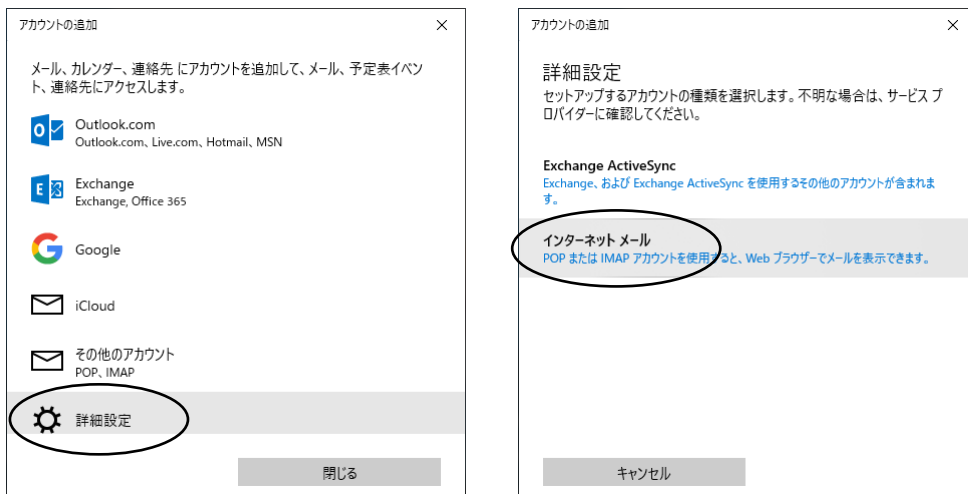 アカウントの追加
メール、カレンダー、連絡先 にアカウントを追加して、メール、予定表イベン
ト、連絡先にアクセスします。
Outlook.com
Outlook.com、Live.com、Hotmail、MSN
Exchange
Exchange, Office 365
Google
iCloud
その他のアカウント
POP、IMAP
詳細設定
閉じる
アカウントの追加
詳細設定
セットアップするアカウントの種類を選択します。不明な場合は、サービス プ
ロバイダーに確認してください。
Exchange ActiveSync
Exchange、および Exchange ActiveSync を使用するその他のアカウントが含まれま
す。
インターネット メール
POP または IMAP アカウントを使用すると、Web ブラウザーでメールを表示できます。
キャンセル